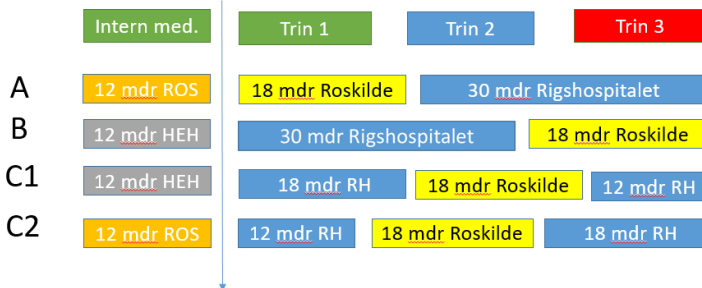 Intern med. Trin 1 Trin 2 Trin 3
A 12 mdr ROS 18 mdr Roskilde 30 mdr Rigshospitalet
B 12 mdr HEH 30 mdr Rigshospitalet 18 mdr Roskilde
C1 12 mdr HEH 18 mdr RH 18 mdr Roskilde 12 mdr RH
C2 12 mdr ROS 12 mdr RH 18 mdr Roskilde 18 mdr RH